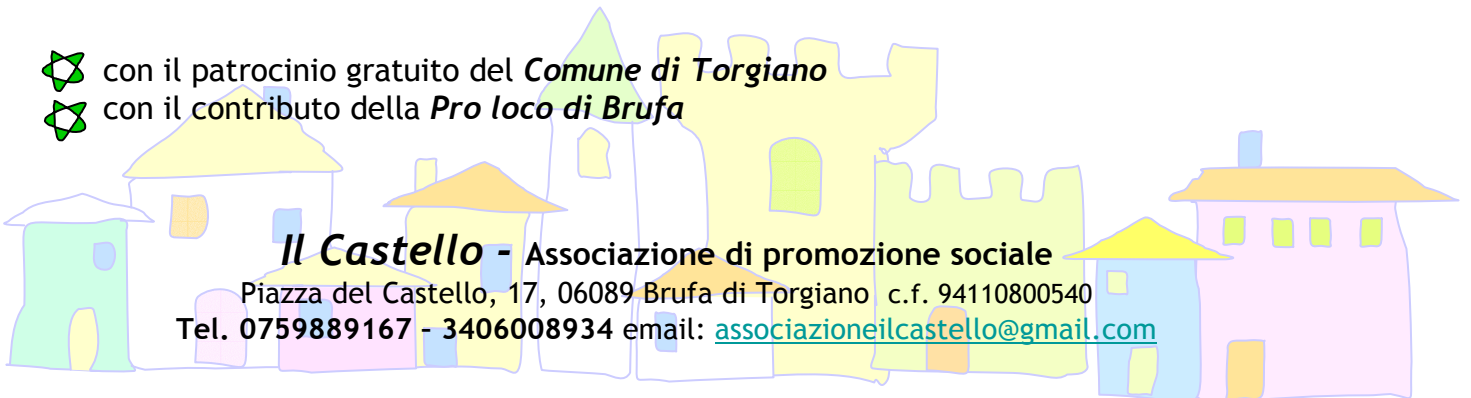 con il patrocinio gratuito del Comune di Torgiano
con il contributo della Pro loco di Brufa
Il Castello - Associazione di promozione sociale
Piazza del Castello, 17, 06089 Brufa di Torgiano c.f. 94110800540
Tel. 0759889167 – 3406008934 email: associazioneilcastello@gmail.com